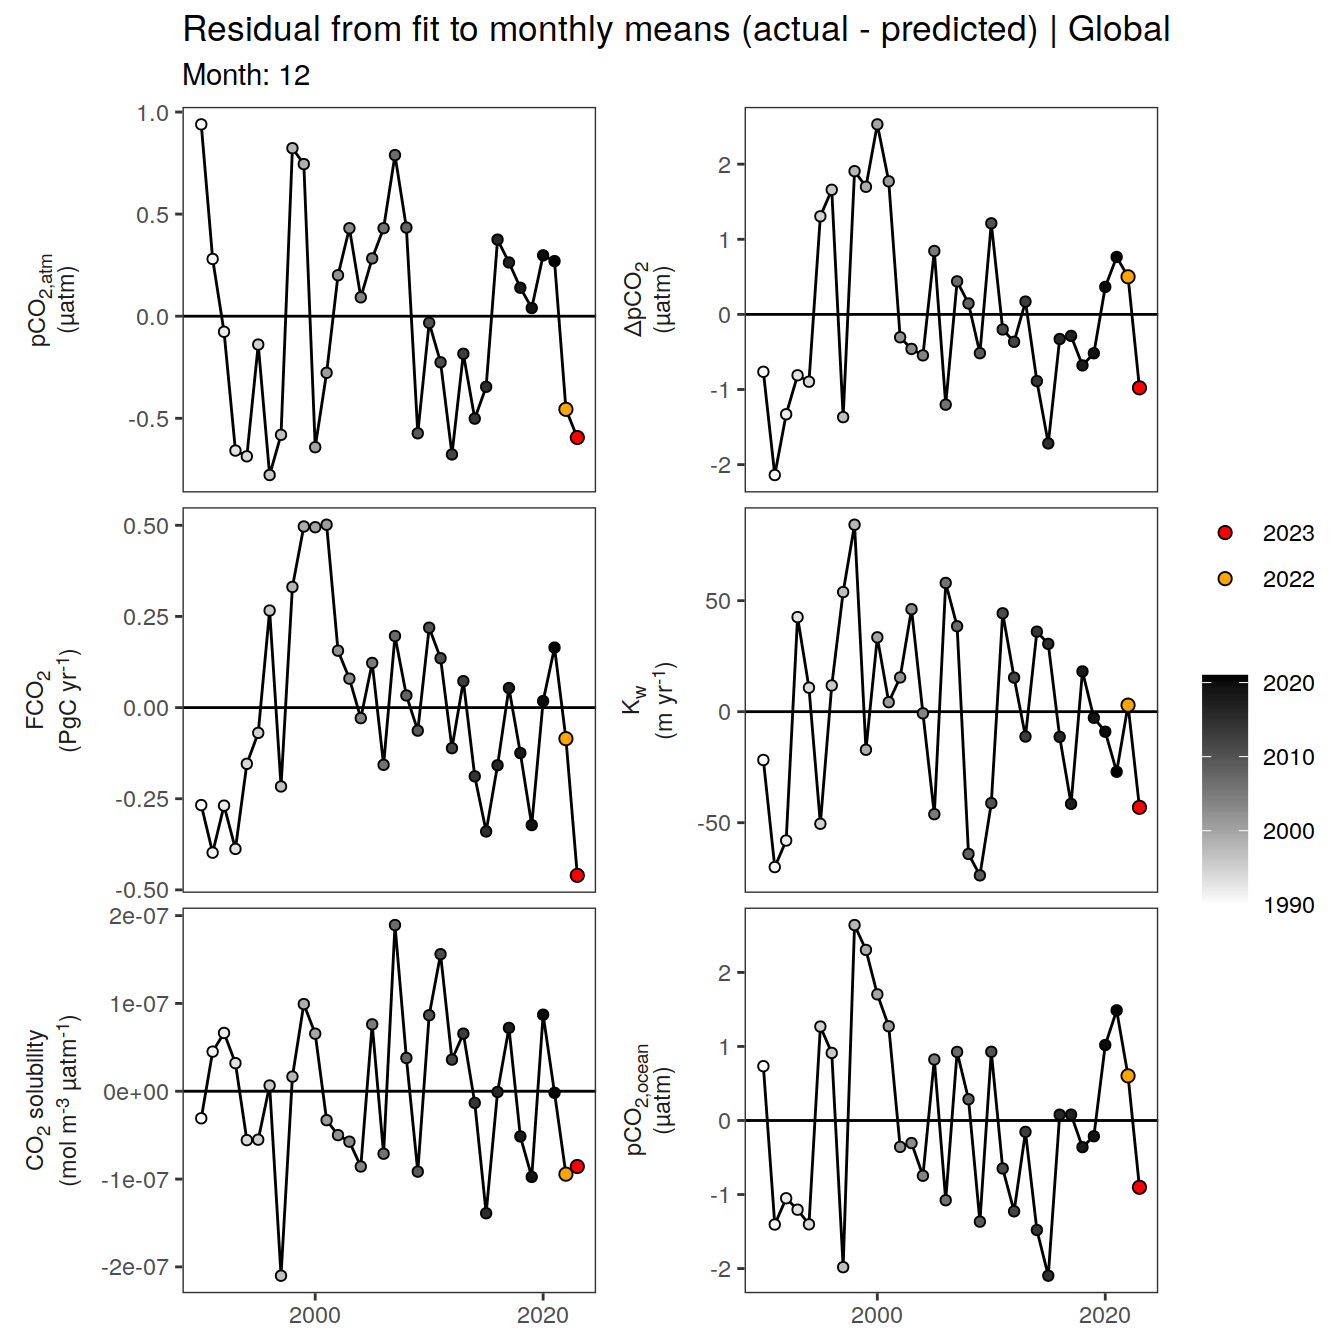 Residual from fit to monthly means (actual - predicted) | Global
Month: 12
pCO2,atm
(µatm)
1.0
0.5
0.0
-0.5
ΔpCO2
(µatm)
2
1
0
-1
-2
FCO2
(PgC yr-1)
0.50
0.25
0.00
-0.25
-0.50
Kw
(m yr-1)
50
0
-50
CO2 solubility
(mol m-3 µatm-1)
2e-07
1e-07
0e+00
-1e-07
-2e-07
2000
2020
pCO2,ocean
(µatm)
2
1
0
-1
-2
2000
2020
2023
2022
2020
2010
2000
1990